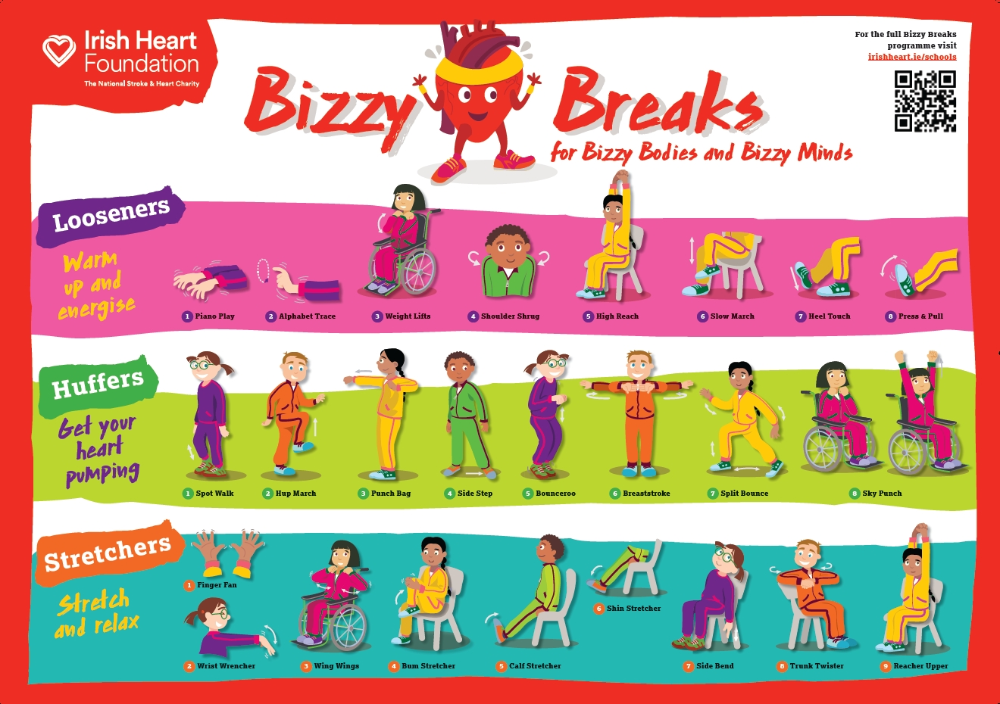 Irish Heart
Foundation
The National Stroke & Heart Charity
Bizzy Breaks
for Bizzy Bodies and Bizzy Minds
For the full Bizzy Breaks
programme visit
irishheart.ie/schools
Looseners
Warm
up and
energise
1 Piano Play
2 Alphabet Trace
3 Weight Lifts
4 Shoulder Shrug
5 High Reach
6 Slow March
7 Heel Touch
8 Press & Pull
Huffers
Get your
heart
pumping
1 Spot Walk
2 Hup March
3 Punch Bag
4 Side Step
5 Bounceroo
6 Breaststroke
7 Split Bounce
8 Sky Punch
Stretchers
Stretch
and relax
1 Finger Fan
2 Wrist Wrencher
3 Wing Wings
4 Bum Stretcher
5 Calf Stretcher
6 Shin Stretcher
7 Side Bend
8 Trunk Twister
9 Reacher Upper